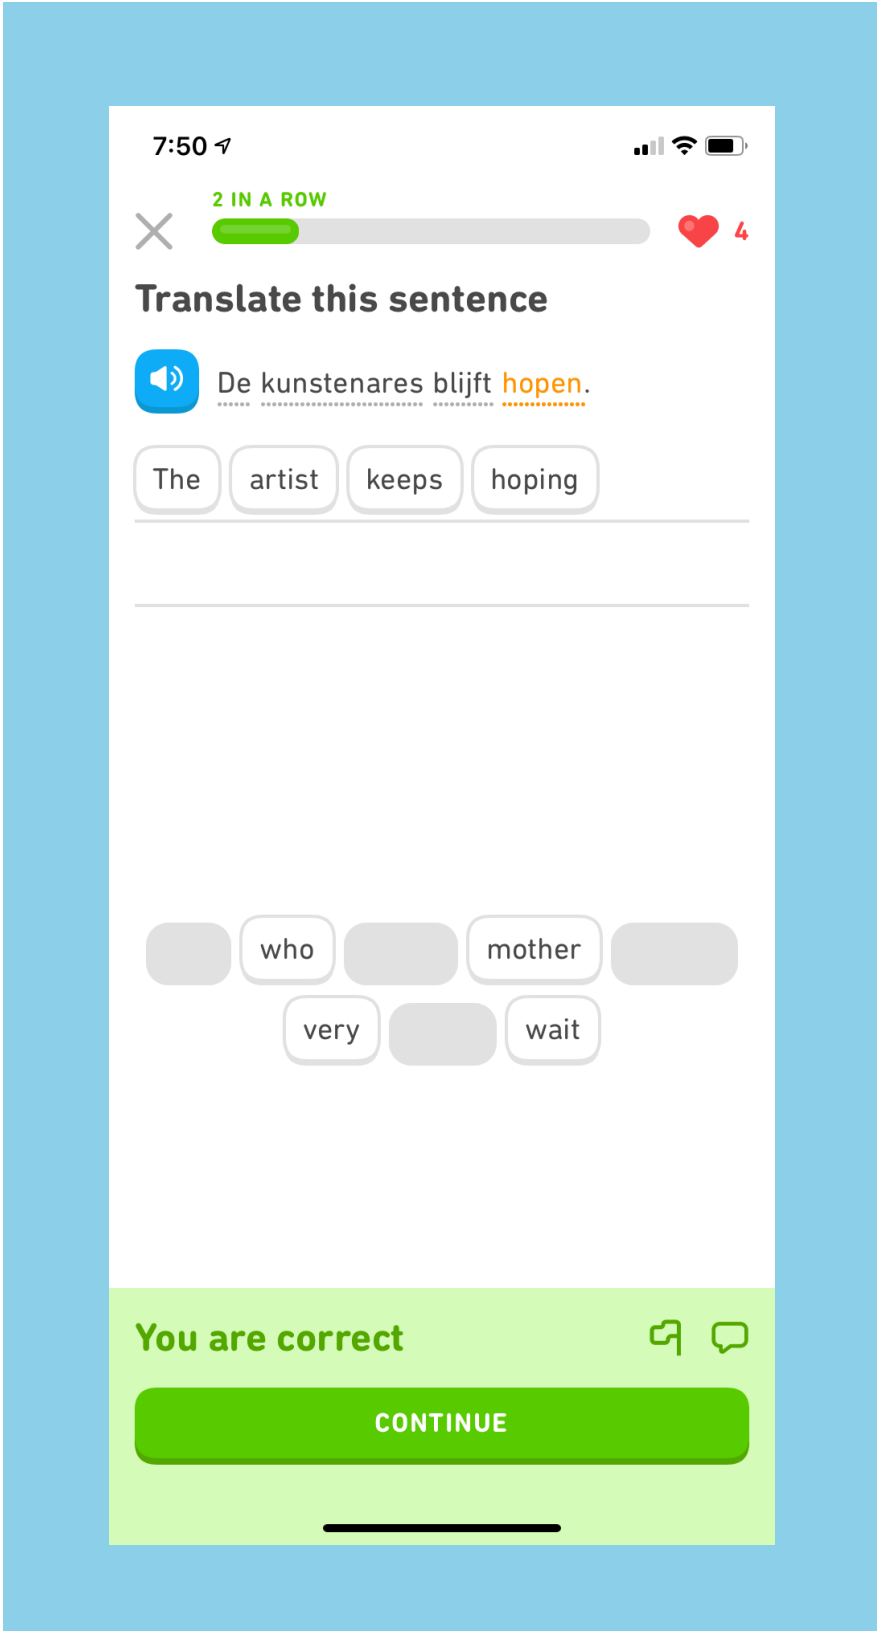 7:50
2 IN A ROW
4
Translate this sentence
De kunstenares blijft hopen.
The artist keeps hoping
who mother
very wait
You are correct
CONTINUE